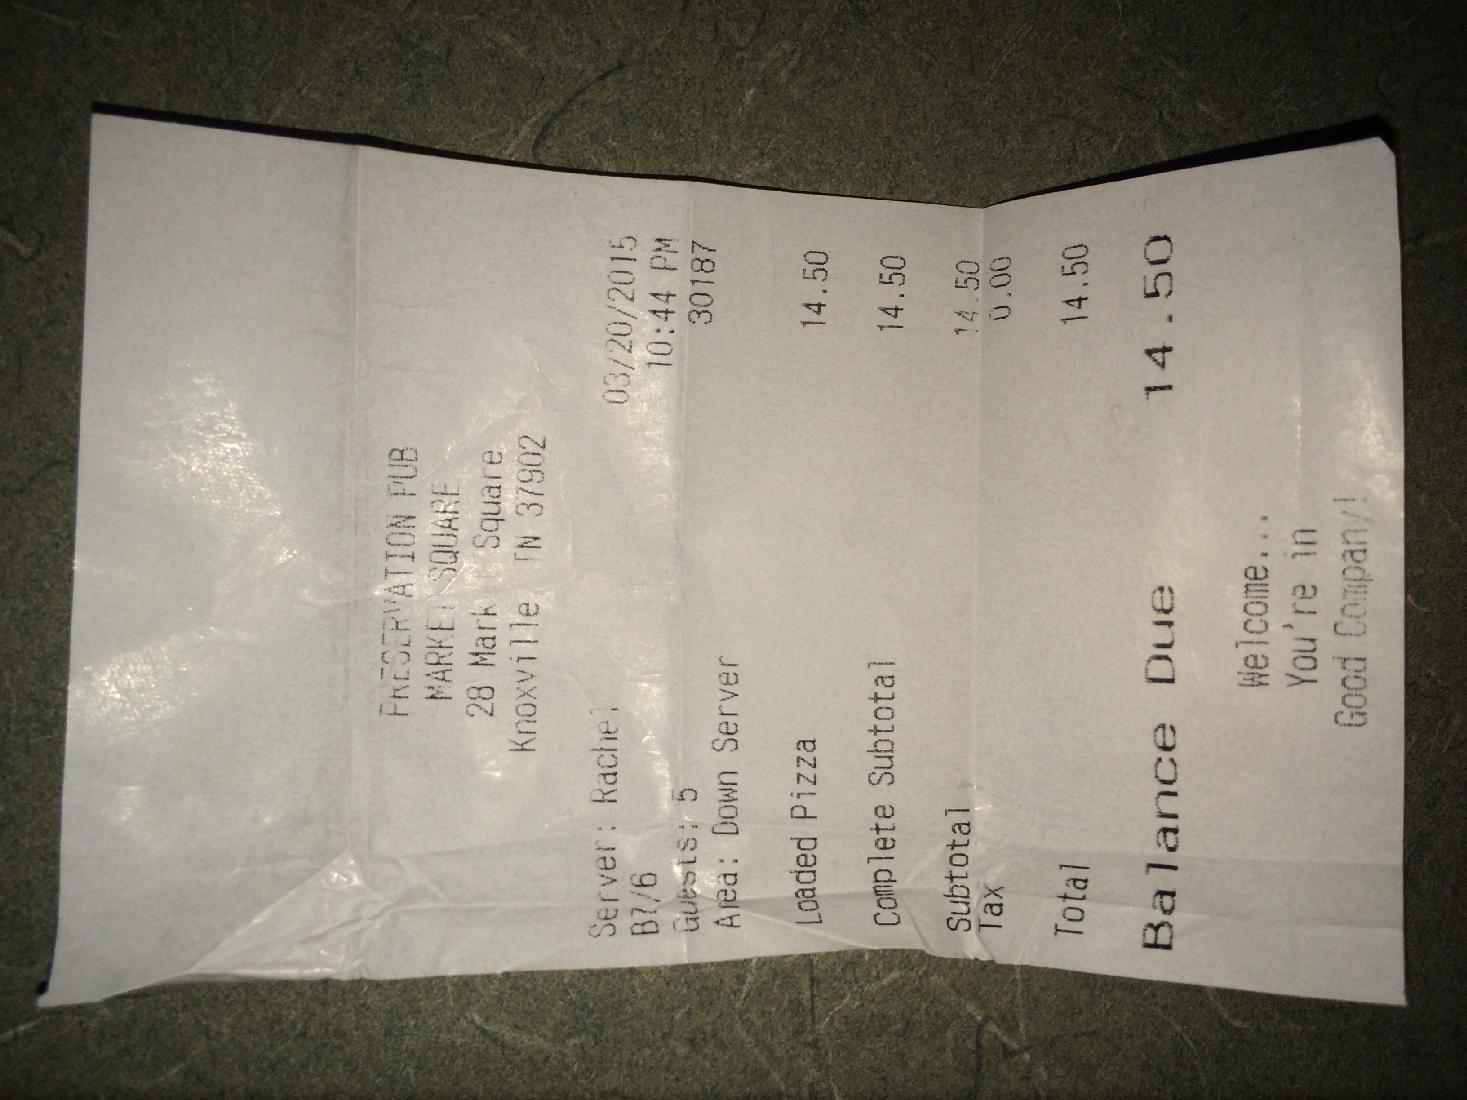 PRESERVATION PUB
MARKET SQUARE
28 Mark Square
Knoville TN 37902
Server: Rachel 03/20/2015
B7/6 10:44 PM
Guests: 5 30187
Area: Down Server
Loaded Pizza 14.50
Complete Subtotal 14.50
Subtotal 14.50
Tax 0.00
Total 14.50
Balance Due 14.50
Welcome...
You're in
Good Company!